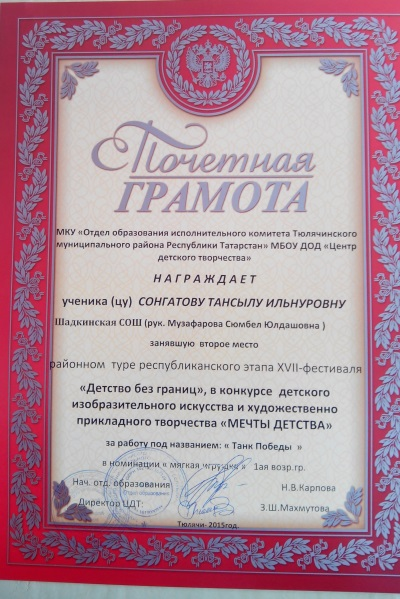 Почетная
ГРАМОТА
МКУ «Отдел образования исполнительного комитета Тюлячинского
муниципального района Республики Татарстан» МБОУ ДОД «Центр
детского творчества»
НАГРАЖДАЕТ
ученика (цу) СОНГАТОВУ ТАНСЫЛУ ИЛЬНУРОВНУ
Шадкинская СОШ (рук. Музафарова Сюмбел Юлдашовна )
занявшую второе место
районном туре республиканского этапа XVII-фестиваля
«Детство без границ», в конкурсе детского
изобразительного искусства и художественно
прикладного творчества «МЕЧТЫ ДЕТСТВА»
за работу под названием: « Танк Победы »
в номинации « мягкая игрушка » 1ая возр.гр.
Нач. отд. образования Н.В.Карпова
Директор ЦДТ: З.Ш.Махмутова
Тюлячи- 2015год.